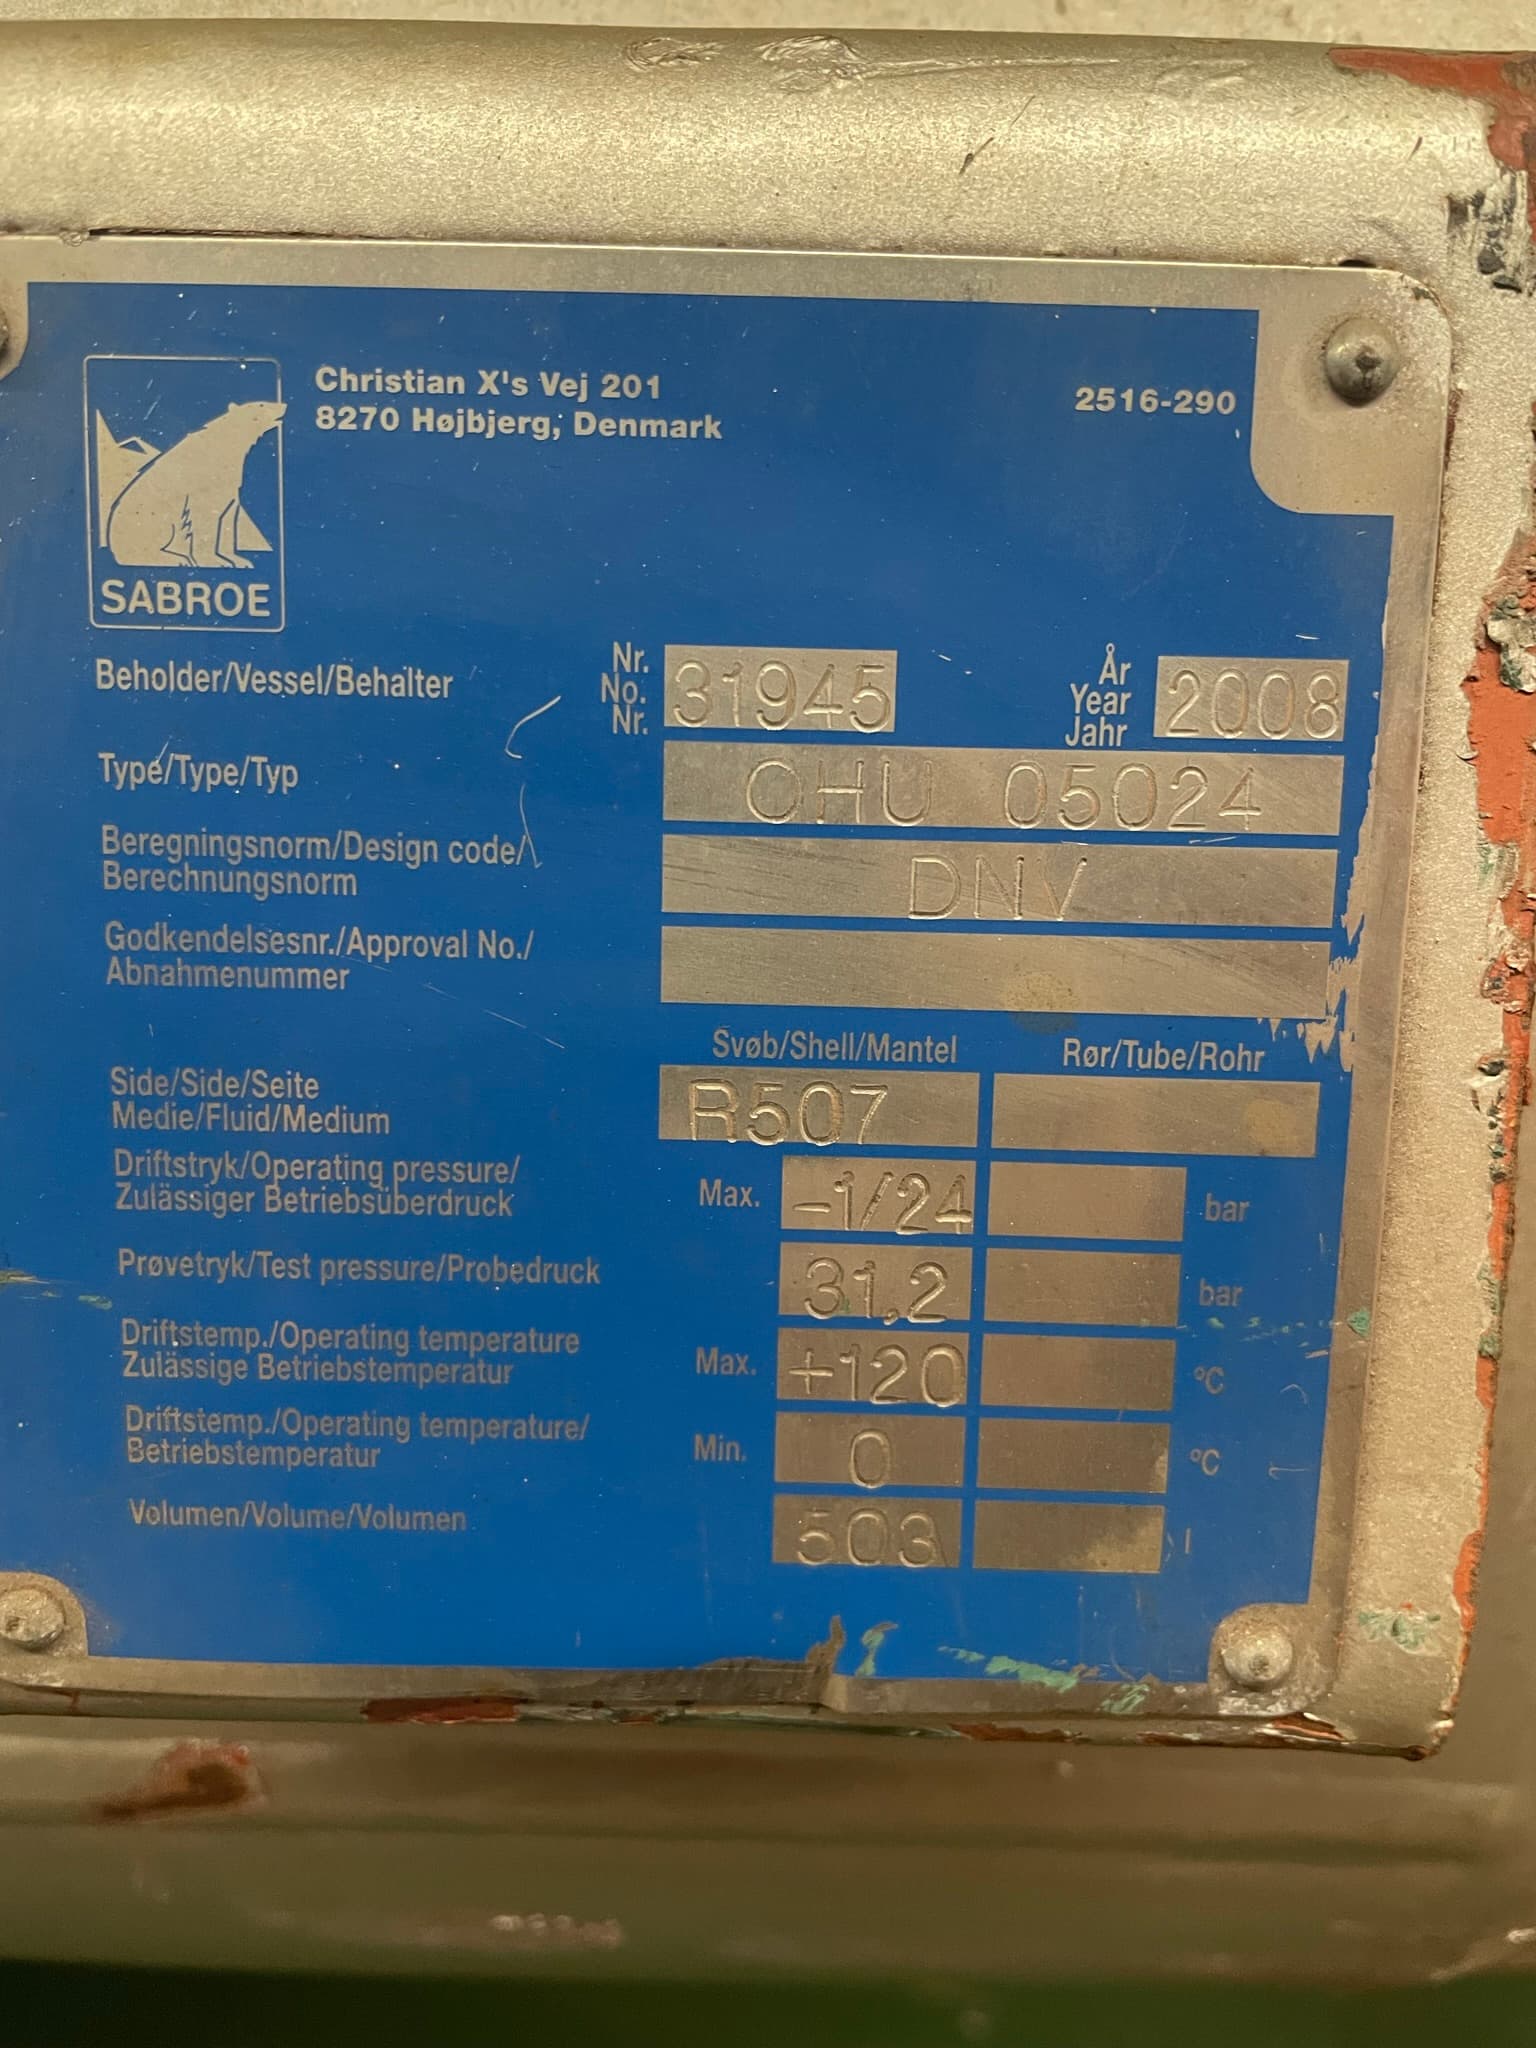 Christian X's Vej 201
8270 Højbjerg, Denmark
2516-290
SABROE
Beholder/Vessel/Behälter
Nr.
No.
Nr.
31945
År
Year
Jahr
2008
Type/Type/Typ
OHU 05024
Beregningsnorm/Design code/
Berechnungsnorm
DNV
Godkendelsesnr./Approval No./
Abnahmenummer
Svøb/Shell/Mantel
Rør/Tube/Rohr
Side/Side/Seite
Medie/Fluid/Medium
R507
Driftstryk/Operating pressure/
Zulässiger Betriebsüberdruck
Max.
-1/24
bar
Prøvetryk/Test pressure/Probedruck
31,2
bar
Driftstemp./Operating temperature
Zulässige Betriebstemperatur
Max.
+120
°C
Driftstemp./Operating temperature/
Betriebstemperatur
Min.
0
°C
Volumen/Volume/Volumen
503
l